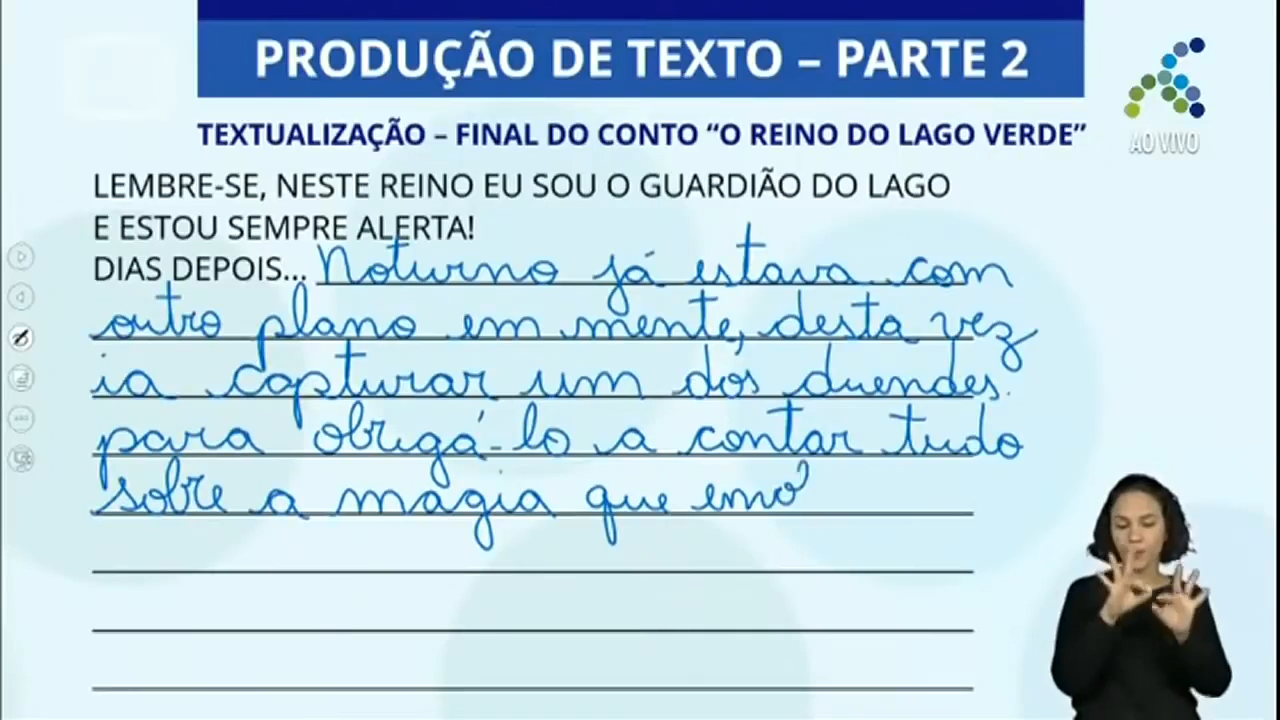 PRODUÇÃO DE TEXTO – PARTE 2
AO VIVO
TEXTUALIZAÇÃO – FINAL DO CONTO “O REINO DO LAGO VERDE”
LEMBRE-SE, NESTE REINO EU SOU O GUARDIÃO DO LAGO
E ESTOU SEMPRE ALERTA!
DIAS DEPOIS... Noturno já estava com
outro plano em mente, desta vez
ia capturar um dos duendes
para obrigá-lo a contar tudo
sobre a magia que